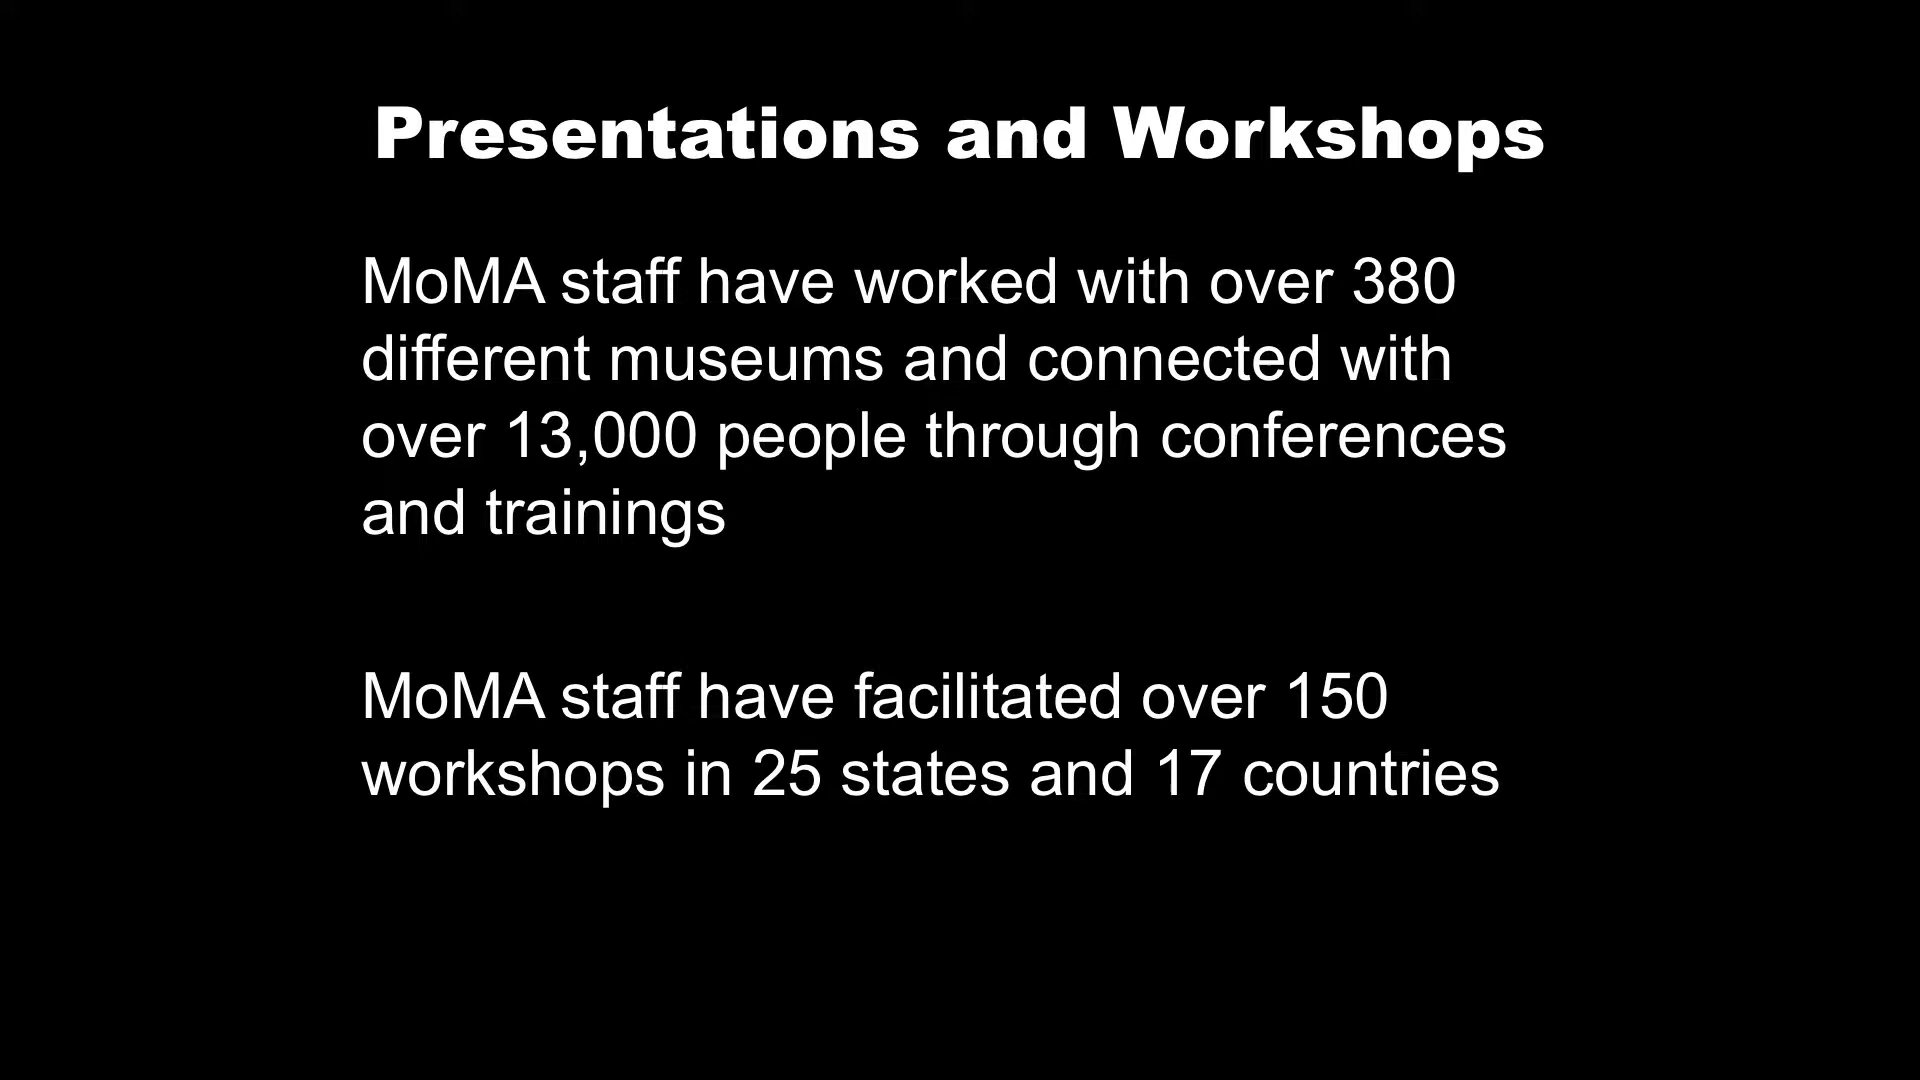 Presentations and Workshops
MoMA staff have worked with over 380
different museums and connected with
over 13,000 people through conferences
and trainings
MoMA staff have facilitated over 150
workshops in 25 states and 17 countries